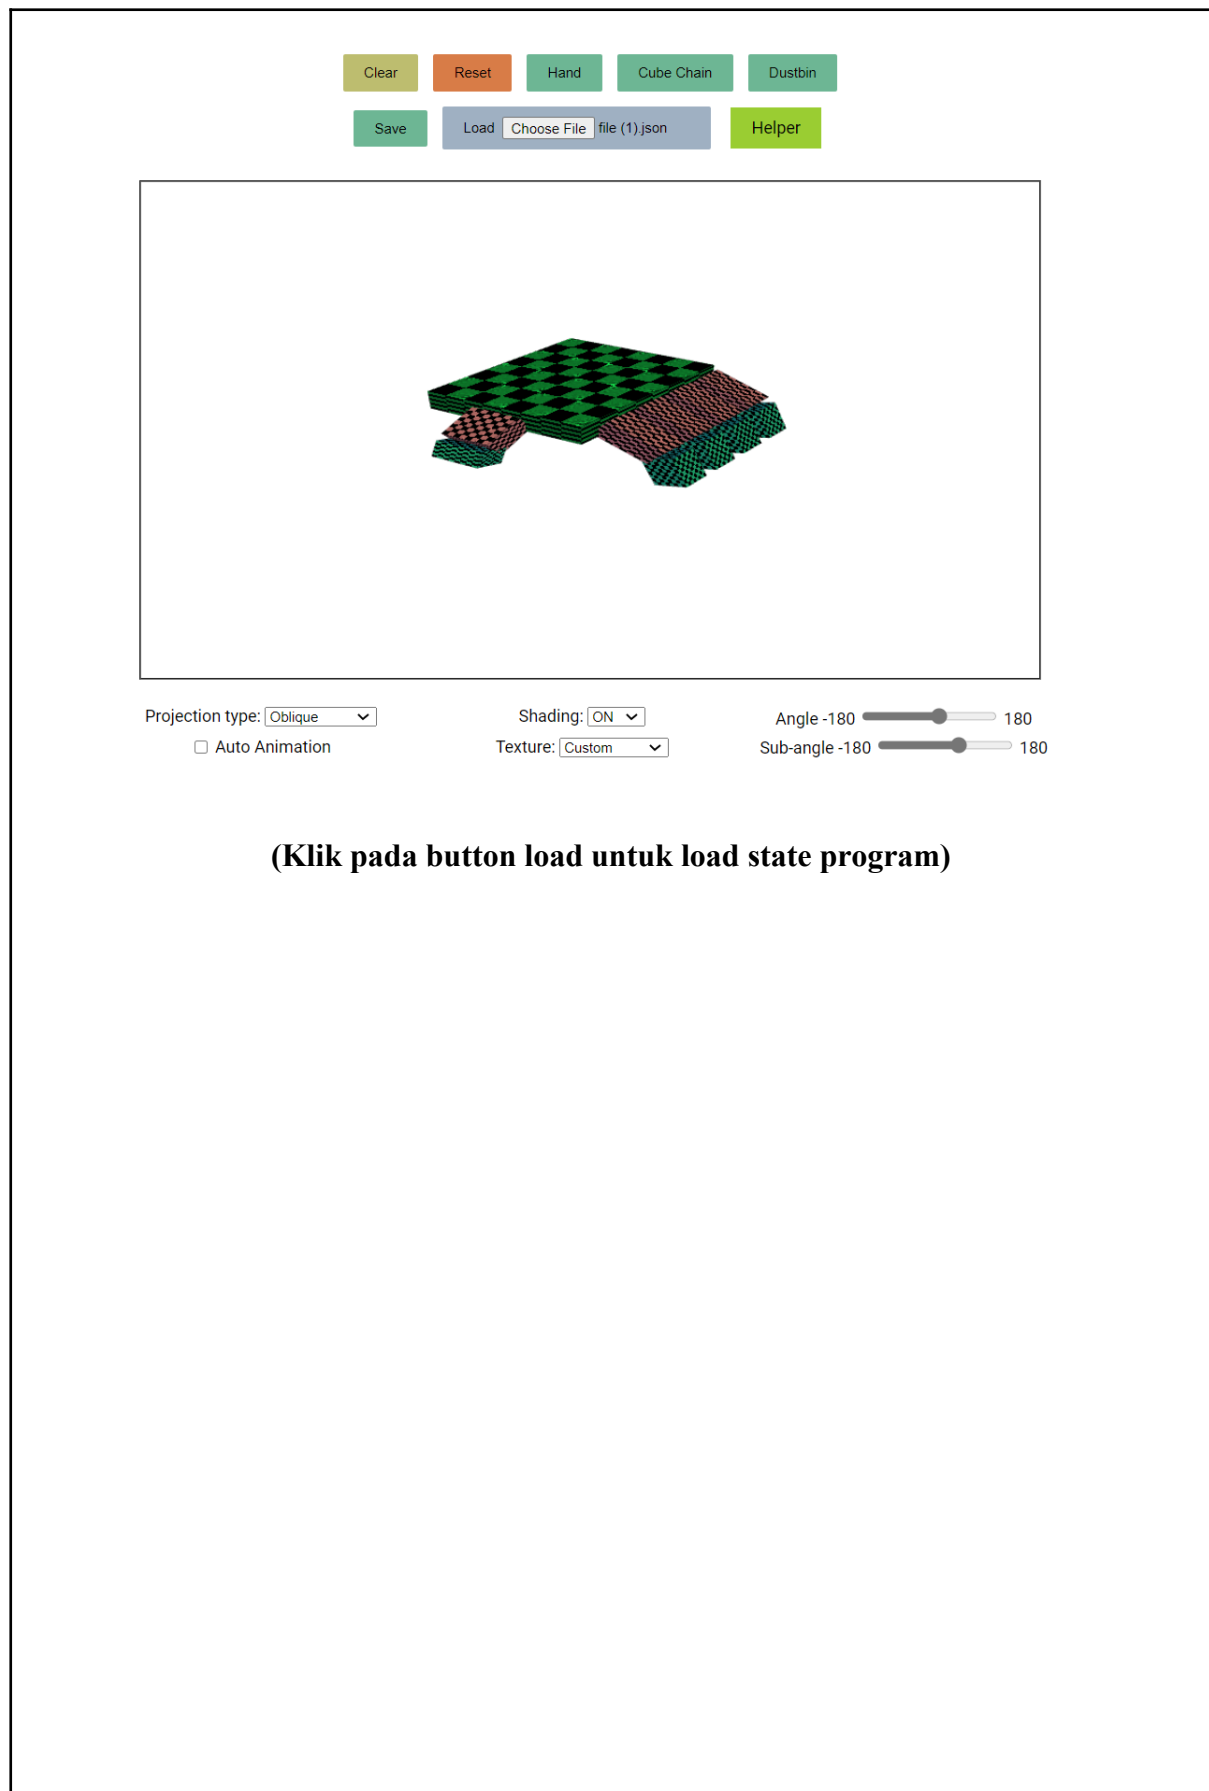 Clear Reset Hand Cube Chain Dustbin
Save Load Choose File file (1).json Helper
Projection type: Oblique Shading: ON Angle -180 180
Auto Animation Texture: Custom Sub-angle -180 180
(Klik pada button load untuk load state program)